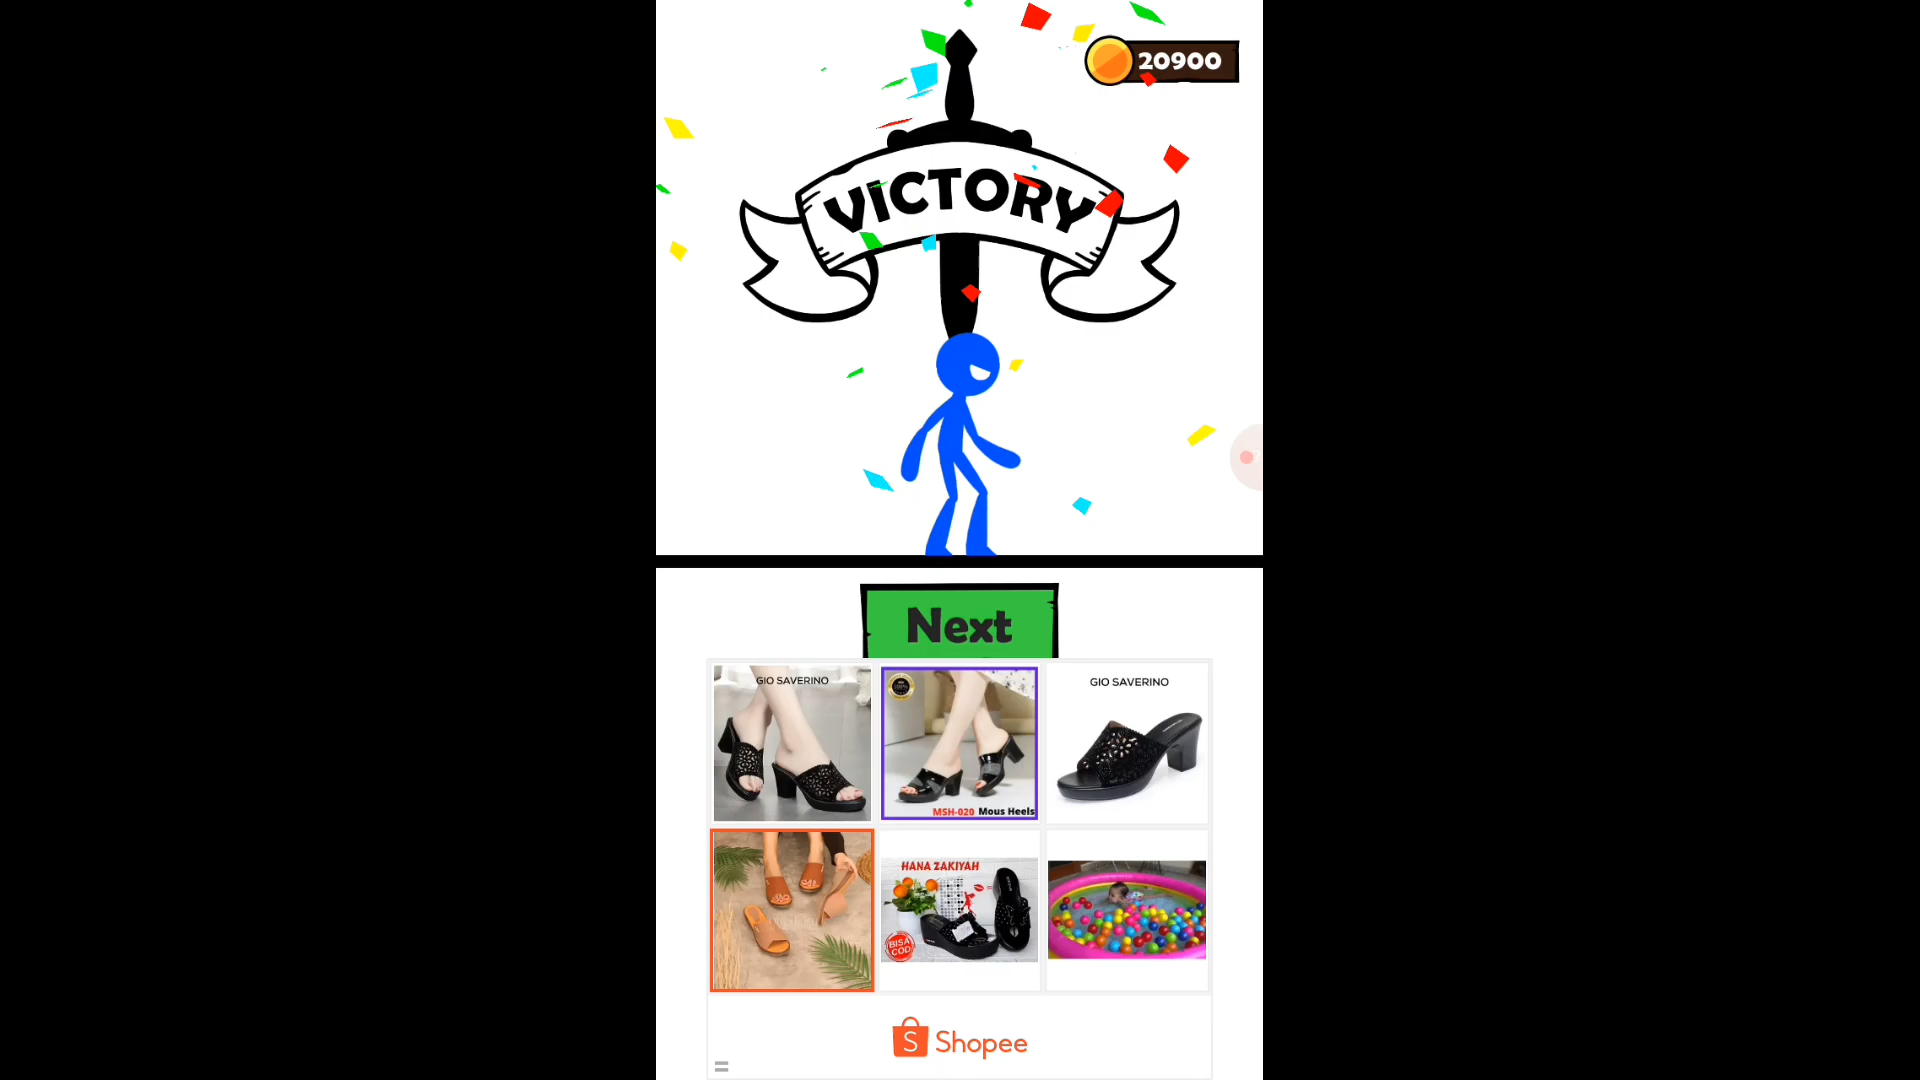 20900
VICTORY
Next
GIO SAVERINO
MSH-020 Mous Heels
GIO SAVERINO
HANA ZAKIYAH
BISA
COD
S Shopee